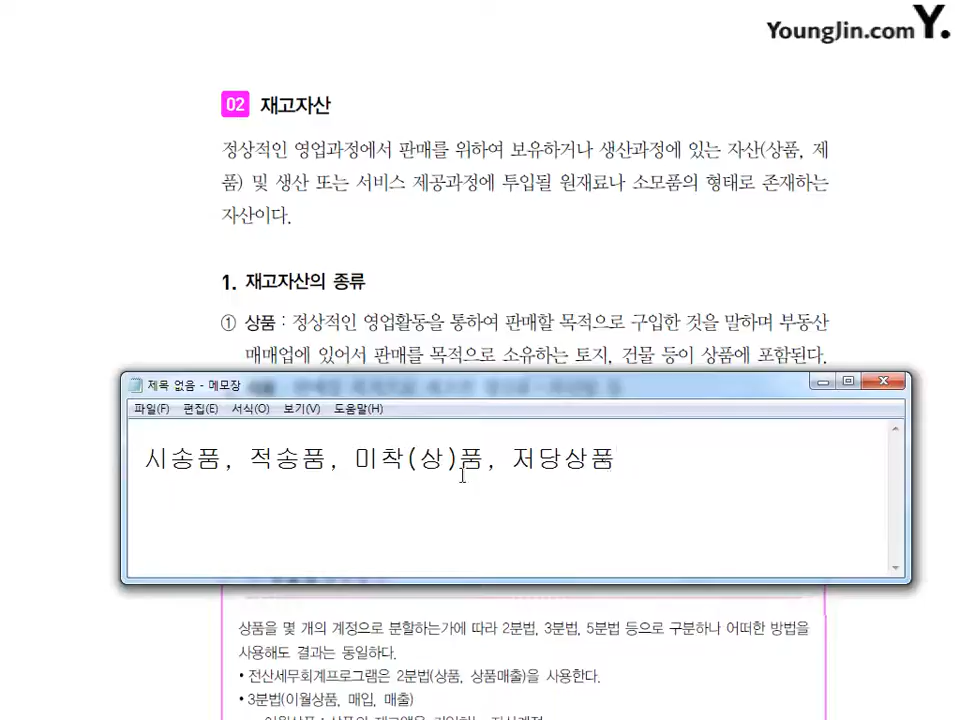 YoungJin.com Y.
02 재고자산
정상적인 영업과정에서 판매를 위하여 보유하거나 생산과정에 있는 자산(상품, 제
품) 및 생산 또는 서비스 제공과정에 투입될 원재료나 소모품의 형태로 존재하는
자산이다.
1. 재고자산의 종류
① 상품 : 정상적인 영업활동을 통하여 판매할 목적으로 구입한 것을 말하며 부동산
매매업에 있어서 판매를 목적으로 소유하는 토지, 건물 등이 상품에 포함된다.
제목 없음 - 메모장
파일(F) 편집(E) 서식(O) 보기(V) 도움말(H)
시송품, 적송품, 미착(상)품, 저당상품
상품을 몇 개의 계정으로 분할하는가에 따라 2분법, 3분법, 5분법 등으로 구분하나 어떠한 방법을
사용해도 결과는 동일하다.
• 전산세무회계프로그램은 2분법(상품, 상품매출)을 사용한다.
• 3분법(이월상품, 매입, 매출)